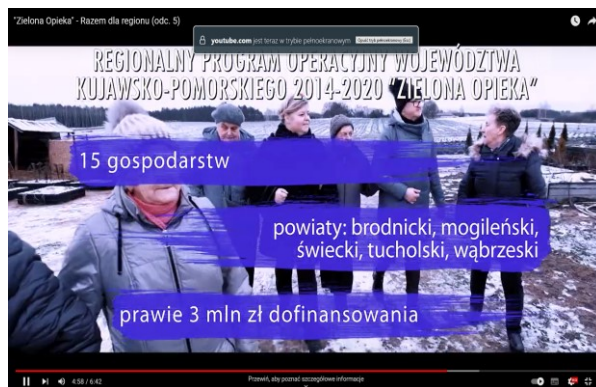 "Zielona Opieka" - Razem dla regionu (odc. 5)
youtube.com jest teraz w trybie pełnoekranowym
REGIONALNY PROGRAM OPERACYJNY WOJEWÓDZTWA
KUJAWSKO-POMORSKIEGO 2014-2020 "ZIELONA OPIEKA"
15 gospodarstw
powiaty: brodnicki, mogileński,
świecki, tucholski, wąbrzeski
prawie 3 mln zł dofinansowania
4:58 / 6:42
Przewiń, aby poznać szczegółowe informacje